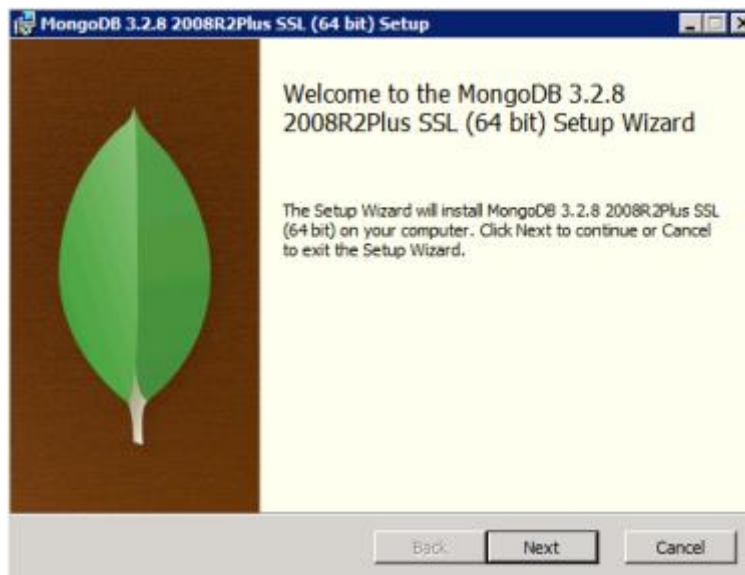 MongoDB 3.2.8 2008R2Plus SSL (64 bit) Setup
Welcome to the MongoDB 3.2.8
2008R2Plus SSL (64 bit) Setup Wizard
The Setup Wizard will install MongoDB 3.2.8 2008R2Plus SSL
(64 bit) on your computer. Click Next to continue or Cancel
to exit the Setup Wizard.
Back Next Cancel